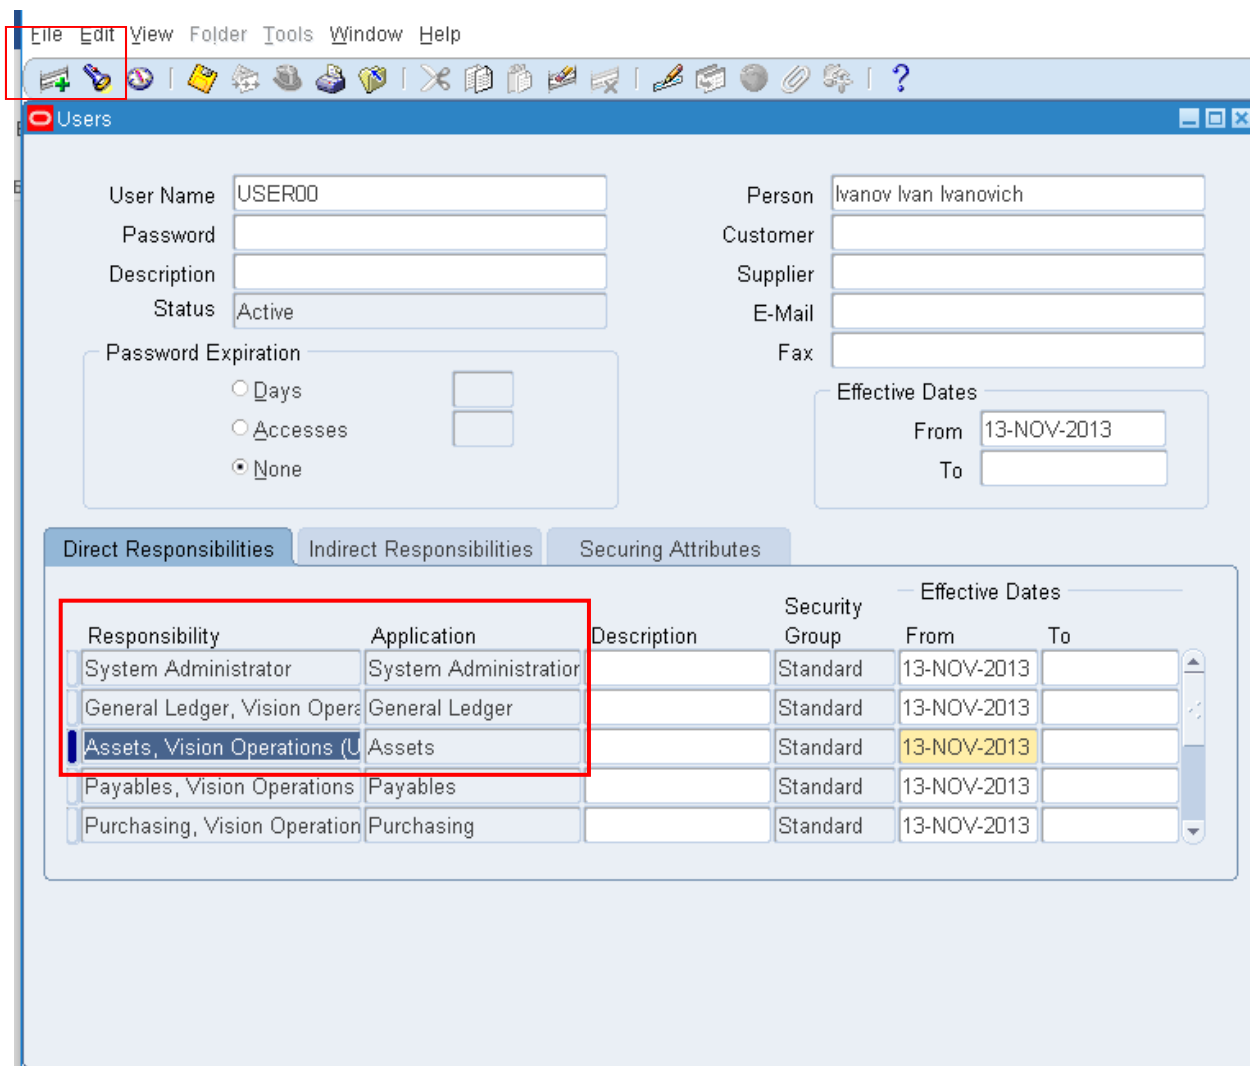 File Edit View Folder Tools Window Help
?
Users
User Name USER00
Person Ivanov Ivan Ivanovich
Password
Customer
Description
Supplier
Status Active
E-Mail
Password Expiration
Fax
Days
Effective Dates
Accesses
From 13-NOV-2013
None
To
Direct Responsibilities Indirect Responsibilities Securing Attributes
Effective Dates
Security
Responsibility Application Description Group From To
System Administrator System Administration Standard 13-NOV-2013
General Ledger, Vision Opera General Ledger Standard 13-NOV-2013
Assets, Vision Operations (U Assets Standard 13-NOV-2013
Payables, Vision Operations Payables Standard 13-NOV-2013
Purchasing, Vision Operation Purchasing Standard 13-NOV-2013